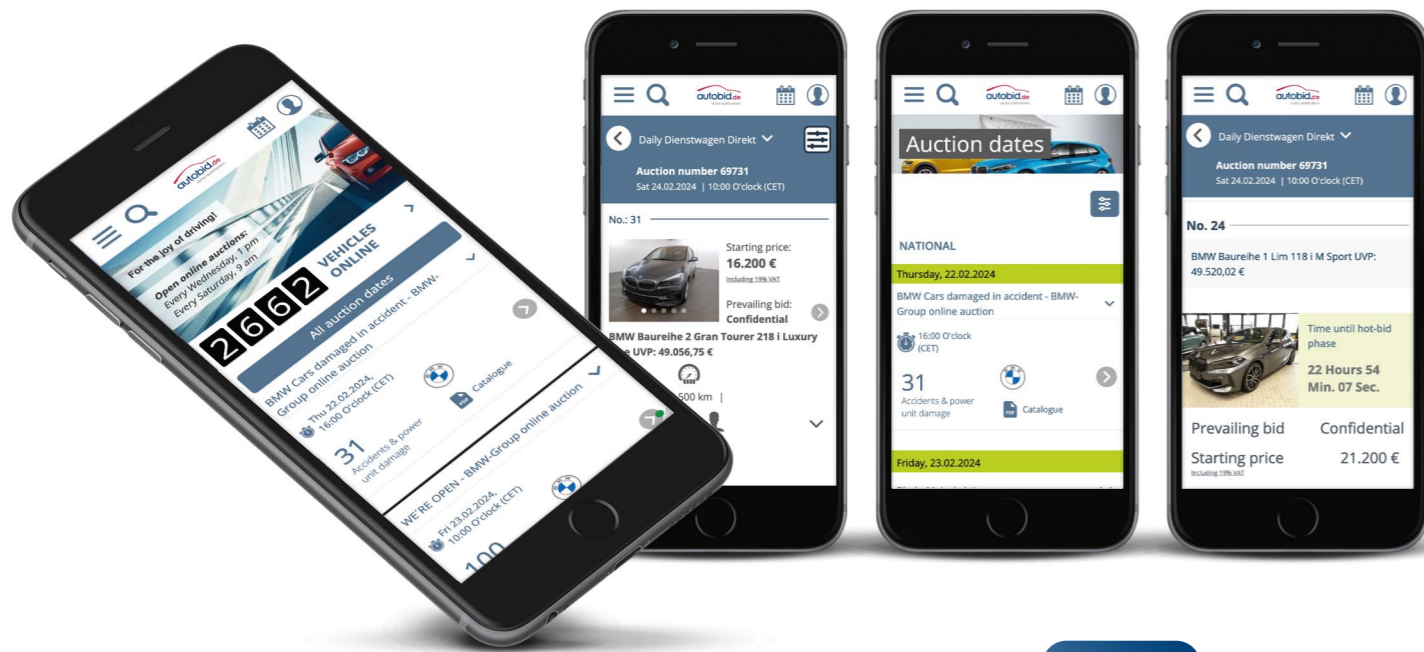 autobid.de
For the joy of driving!
Open online auctions:
Every Wednesday, 1 pm
Every Saturday, 9 am
2662 VEHICLES
ONLINE
All auction dates
BMW Cars damaged in accident - BMW-
Group online auction
Thu 22.02.2024,
16:00 O'clock (CET)
31
Accidents & power
unit damage
PDF Catalogue
WE´RE OPEN - BMW-Group online auction
Fri 23.02.2024,
10:00 O'clock (CET)
100
autobid.de
Daily Dienstwagen Direkt
Auction number 69731
Sat 24.02.2024 | 10:00 O'clock (CET)
No.: 31
Starting price:
16.200 €
Including 19% VAT
Prevailing bid:
Confidential
BMW Baureihe 2 Gran Tourer 218 i Luxury
UVP: 49.056,75 €
500 km |
autobid.de
Auction dates
NATIONAL
Thursday, 22.02.2024
BMW Cars damaged in accident - BMW-
Group online auction
16:00 O'clock
(CET)
31
Accidents & power
unit damage
PDF Catalogue
Friday, 23.02.2024
autobid.de
Daily Dienstwagen Direkt
Auction number 69731
Sat 24.02.2024 | 10:00 O'clock (CET)
No. 24
BMW Baureihe 1 Lim 118 i M Sport UVP:
49.520,02 €
Time until hot-bid
phase
22 Hours 54
Min. 07 Sec.
Prevailing bid Confidential
Starting price 21.200 €
Including 19% VAT